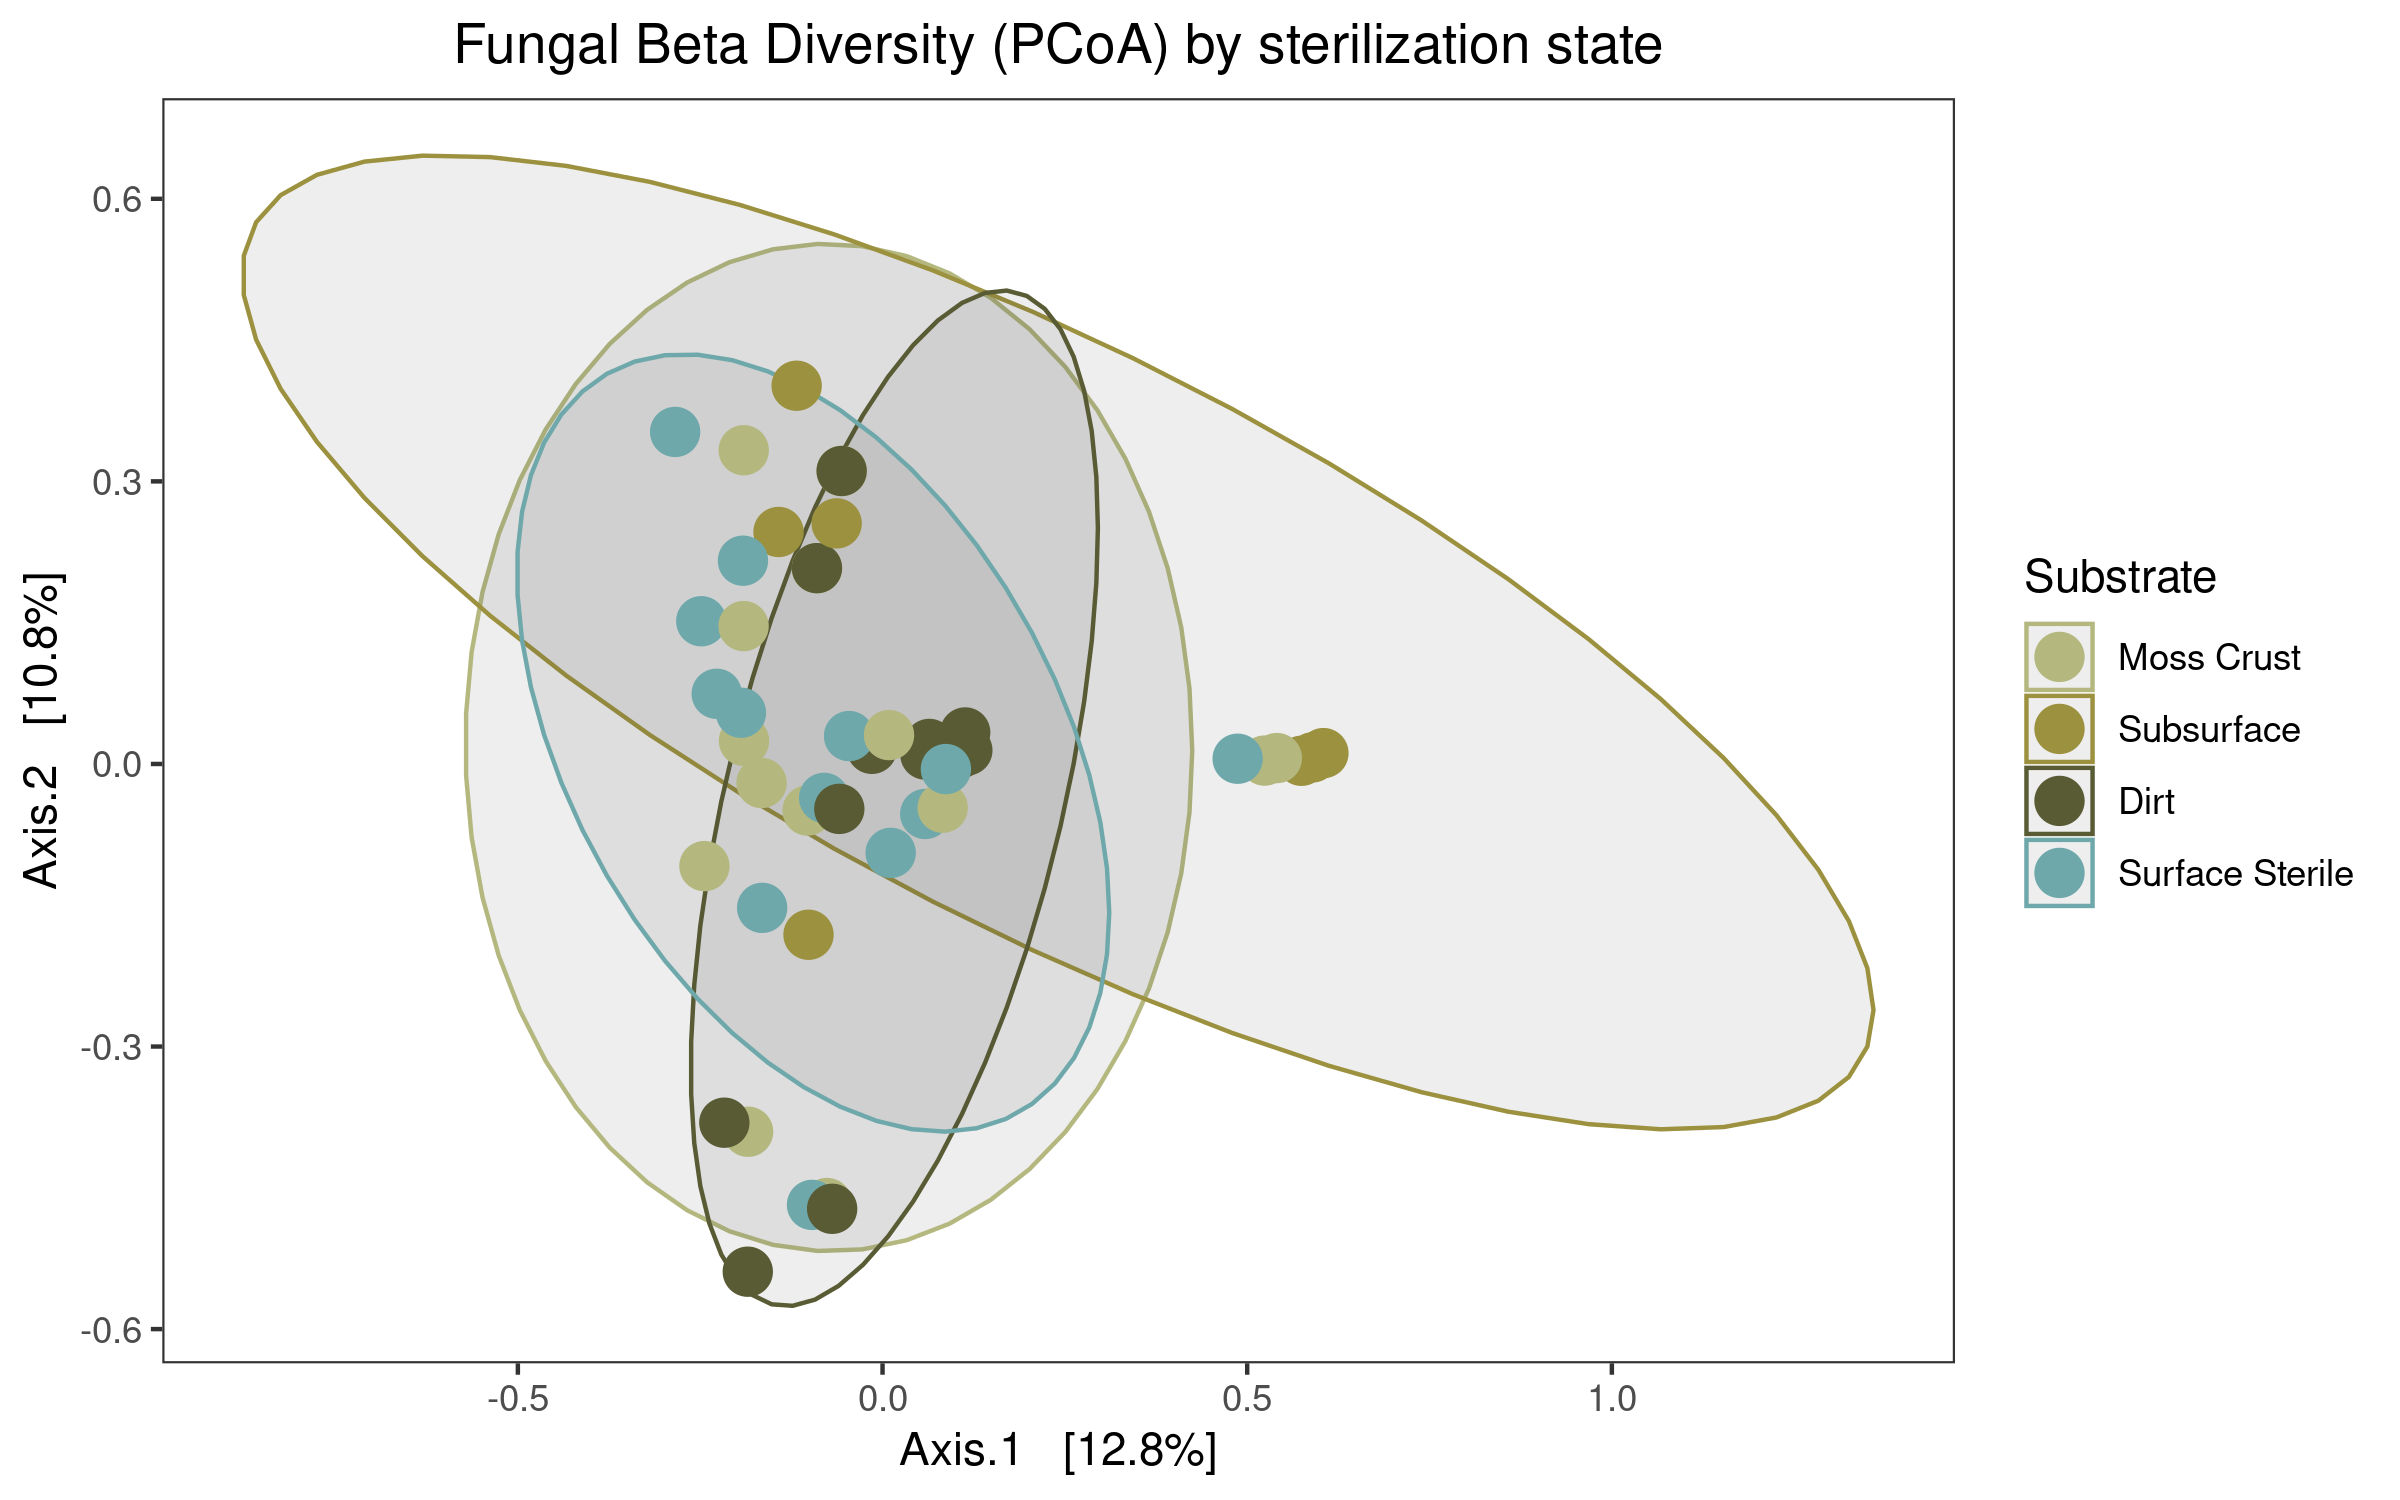 Fungal Beta Diversity (PCoA) by sterilization state
0.6
0.3
0.0
-0.3
-0.6
Axis.2 [10.8%]
-0.5
0.0
0.5
1.0
Axis.1 [12.8%]
Substrate
Moss Crust
Subsurface
Dirt
Surface Sterile